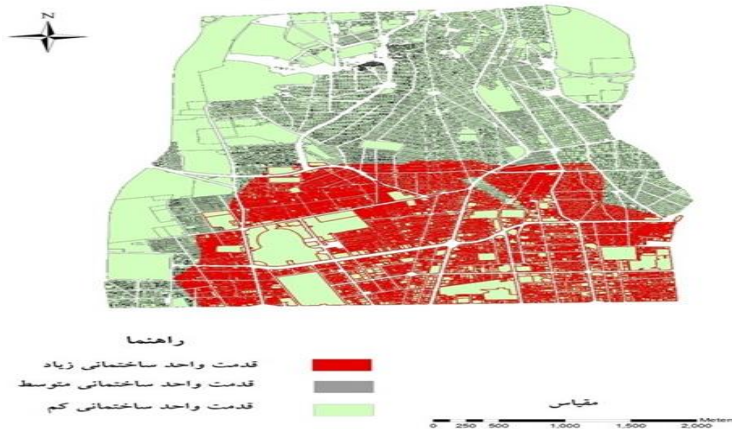 N
راهنما
قدمت واحد ساختمانی زیاد
قدمت واحد ساختمانی متوسط
قدمت واحد ساختمانی کم
مقیاس
Meters
0 250 500 1,000 1,500 2,000